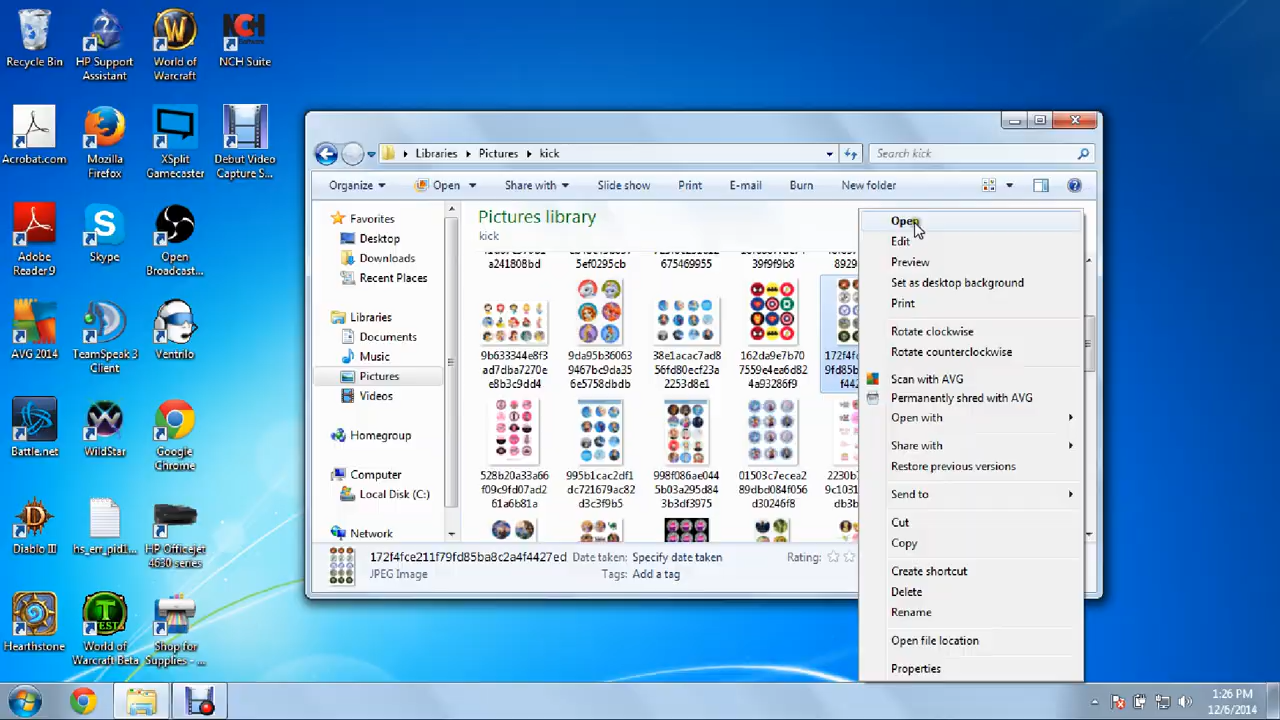 Recycle Bin
HP Support
Assistant
World of
Warcraft
NCH Suite
Acrobat.com
Mozilla
Firefox
XSplit
Gamecaster
Debut Video
Capture S...
Adobe
Reader 9
Skype
Open
Broadcast...
AVG 2014
TeamSpeak 3
Client
Ventrilo
Battle.net
WildStar
Google
Chrome
Diablo III
hs_err_pid1...
HP Officejet
4630 series
Hearthstone
World of
Warcraft Beta
Shop for
Supplies - ...
Libraries
Pictures
kick
Search kick
Organize
Open
Share with
Slide show
Print
E-mail
Burn
New folder
Favorites
Desktop
Downloads
Recent Places
Libraries
Documents
Music
Pictures
Videos
Homegroup
Computer
Local Disk (C:)
Network
Pictures library
kick
a241808bd
5ef0295cb
675469955
39f9f9b8
8929
9b633344e8f3
ad7dba7270e
e8b3c9dd4
9da95b36063
9467bc9da35
6e5758dbdb
38e1acac7ad8
56fd80ecf23a
2253d8e1
162da9e7b70
7559e4ea6d82
4a93286f9
172f4fc
9fd85b
f442
528b20a33a66
f09c9fd07ad2
61a6b81a
995b1cac2df1
dc721679ac82
d3c3f9b5
998f086ae044
5b03a295d84
3b3df3975
01503c7ecea2
89dbd084f056
d30246f8
2230b7
9c1031
db3b
172f4fce211f79fd85ba8c2a4f4427ed
JPEG Image
Date taken: Specify date taken
Tags: Add a tag
Rating:
Open
Edit
Preview
Set as desktop background
Print
Rotate clockwise
Rotate counterclockwise
Scan with AVG
Permanently shred with AVG
Open with
Share with
Restore previous versions
Send to
Cut
Copy
Create shortcut
Delete
Rename
Open file location
Properties
1:26 PM
12/6/2014